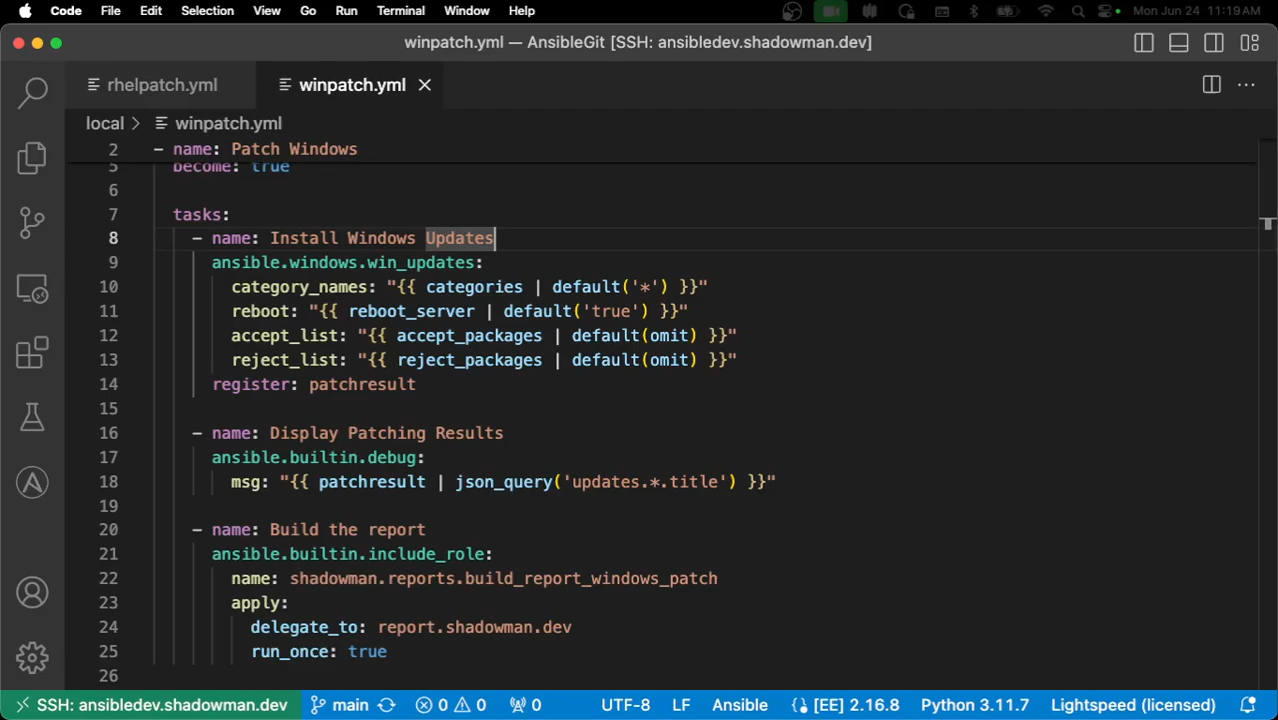 Code File Edit Selection View Go Run Terminal Window Help Mon Jun 24 11:19 AM
winpatch.yml — AnsibleGit [SSH: ansibledev.shadowman.dev]
rhelpatch.yml winpatch.yml
local > winpatch.yml
2 - name: Patch Windows
5 become: true
6
7 tasks:
8 - name: Install Windows Updates
9 ansible.windows.win_updates:
10 category_names: "{{ categories | default('*') }}"
11 reboot: "{{ reboot_server | default('true') }}"
12 accept_list: "{{ accept_packages | default(omit) }}"
13 reject_list: "{{ reject_packages | default(omit) }}"
14 register: patchresult
15
16 - name: Display Patching Results
17 ansible.builtin.debug:
18 msg: "{{ patchresult | json_query('updates.*.title') }}"
19
20 - name: Build the report
21 ansible.builtin.include_role:
22 name: shadowman.reports.build_report_windows_patch
23 apply:
24 delegate_to: report.shadowman.dev
25 run_once: true
26
SSH: ansibledev.shadowman.dev main 0 0 0 UTF-8 LF Ansible [EE] 2.16.8 Python 3.11.7 Lightspeed (licensed)